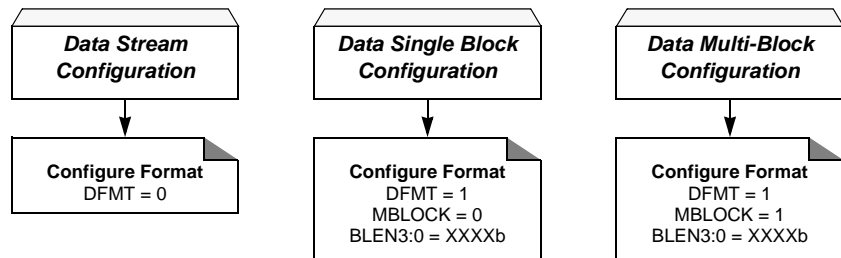 Data Stream
Configuration
Configure Format
DFMT = 0
Data Single Block
Configuration
Configure Format
DFMT = 1
MBLOCK = 0
BLEN3:0 = XXXXb
Data Multi-Block
Configuration
Configure Format
DFMT = 1
MBLOCK = 1
BLEN3:0 = XXXXb